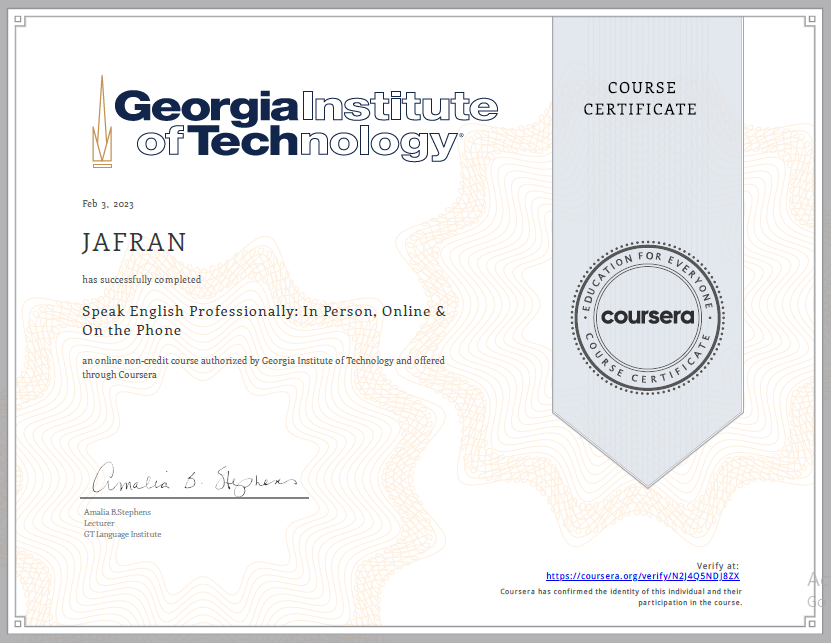 Georgia Institute
of Technology®
COURSE
CERTIFICATE
Feb 3, 2023
JAFRAN
has successfully completed
Speak English Professionally: In Person, Online &
On the Phone
an online non-credit course authorized by Georgia Institute of Technology and offered
through Coursera
EDUCATION FOR EVERYONE
coursera
COURSE CERTIFICATE
Amalia B. Stephens
Amalia B.Stephens
Lecturer
GT Language Institute
Verify at:
https://coursera.org/verify/N2J4Q5NDJ8ZX
Coursera has confirmed the identity of this individual and their
participation in the course.